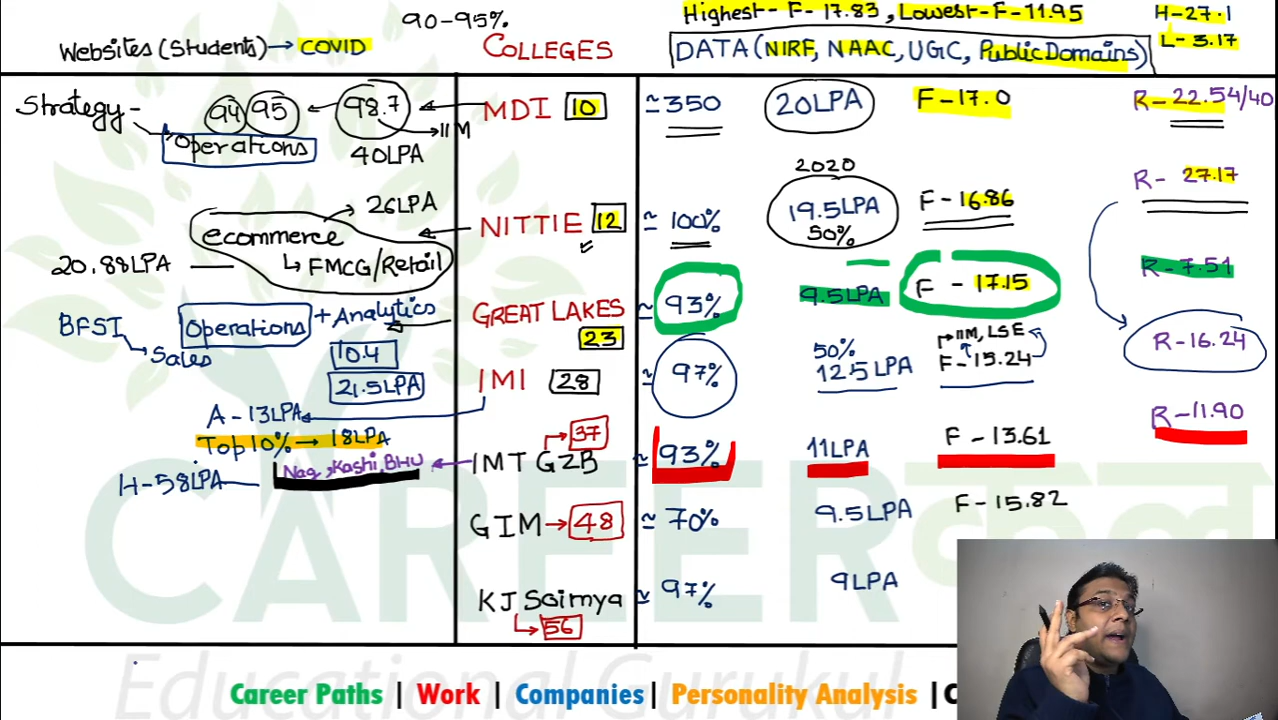 90-95%
Highest- F- 17.83, Lowest-F-11.95
H-27.1
L- 3.17
Websites (Students) → COVID
COLLEGES
DATA (NIRF, NAAC, UGC, Public Domains)
Strategy -
94 95 ← 98.7
→ IIM
Operations
40LPA
MDI 10
≃350
20LPA
F-17.0
R-22.54/40
26LPA
ecommerce
↳ FMCG/Retail
20.88LPA
NITTIE 12
≃ 100%
2020
19.5LPA
50%
F-16.86
R- 27.17
BFSI
→ Sales
Operations + Analytics
10.4
21.5LPA
GREAT LAKES
23
≃ 93%
9.5LPA
F - 17.15
R-7.51
A-13LPA
Top 10% → 18LPA
IMI 28
≃ 97%
50%
12.5LPA
IIM, LSE
F-15.24
R-16.24
H-58LPA
Nag, Kashi, BHU
37
IMT GZB
≃ 93%
11LPA
F - 13.61
R-11.90
GIM → 48
≃ 70%
9.5LPA
F-15.82
KJ Soimya
56
≃ 97%
9LPA
CAREER
Educational Gurukul
Career Paths | Work | Companies | Personality Analysis |